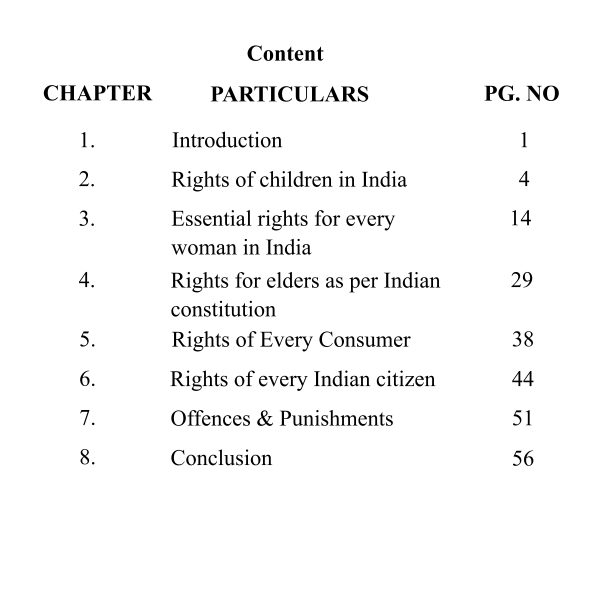 Content
CHAPTER PARTICULARS PG. NO
1. Introduction 1
2. Rights of children in India 4
3. Essential rights for every 14
woman in India
4. Rights for elders as per Indian 29
constitution
5. Rights of Every Consumer 38
6. Rights of every Indian citizen 44
7. Offences & Punishments 51
8. Conclusion 56